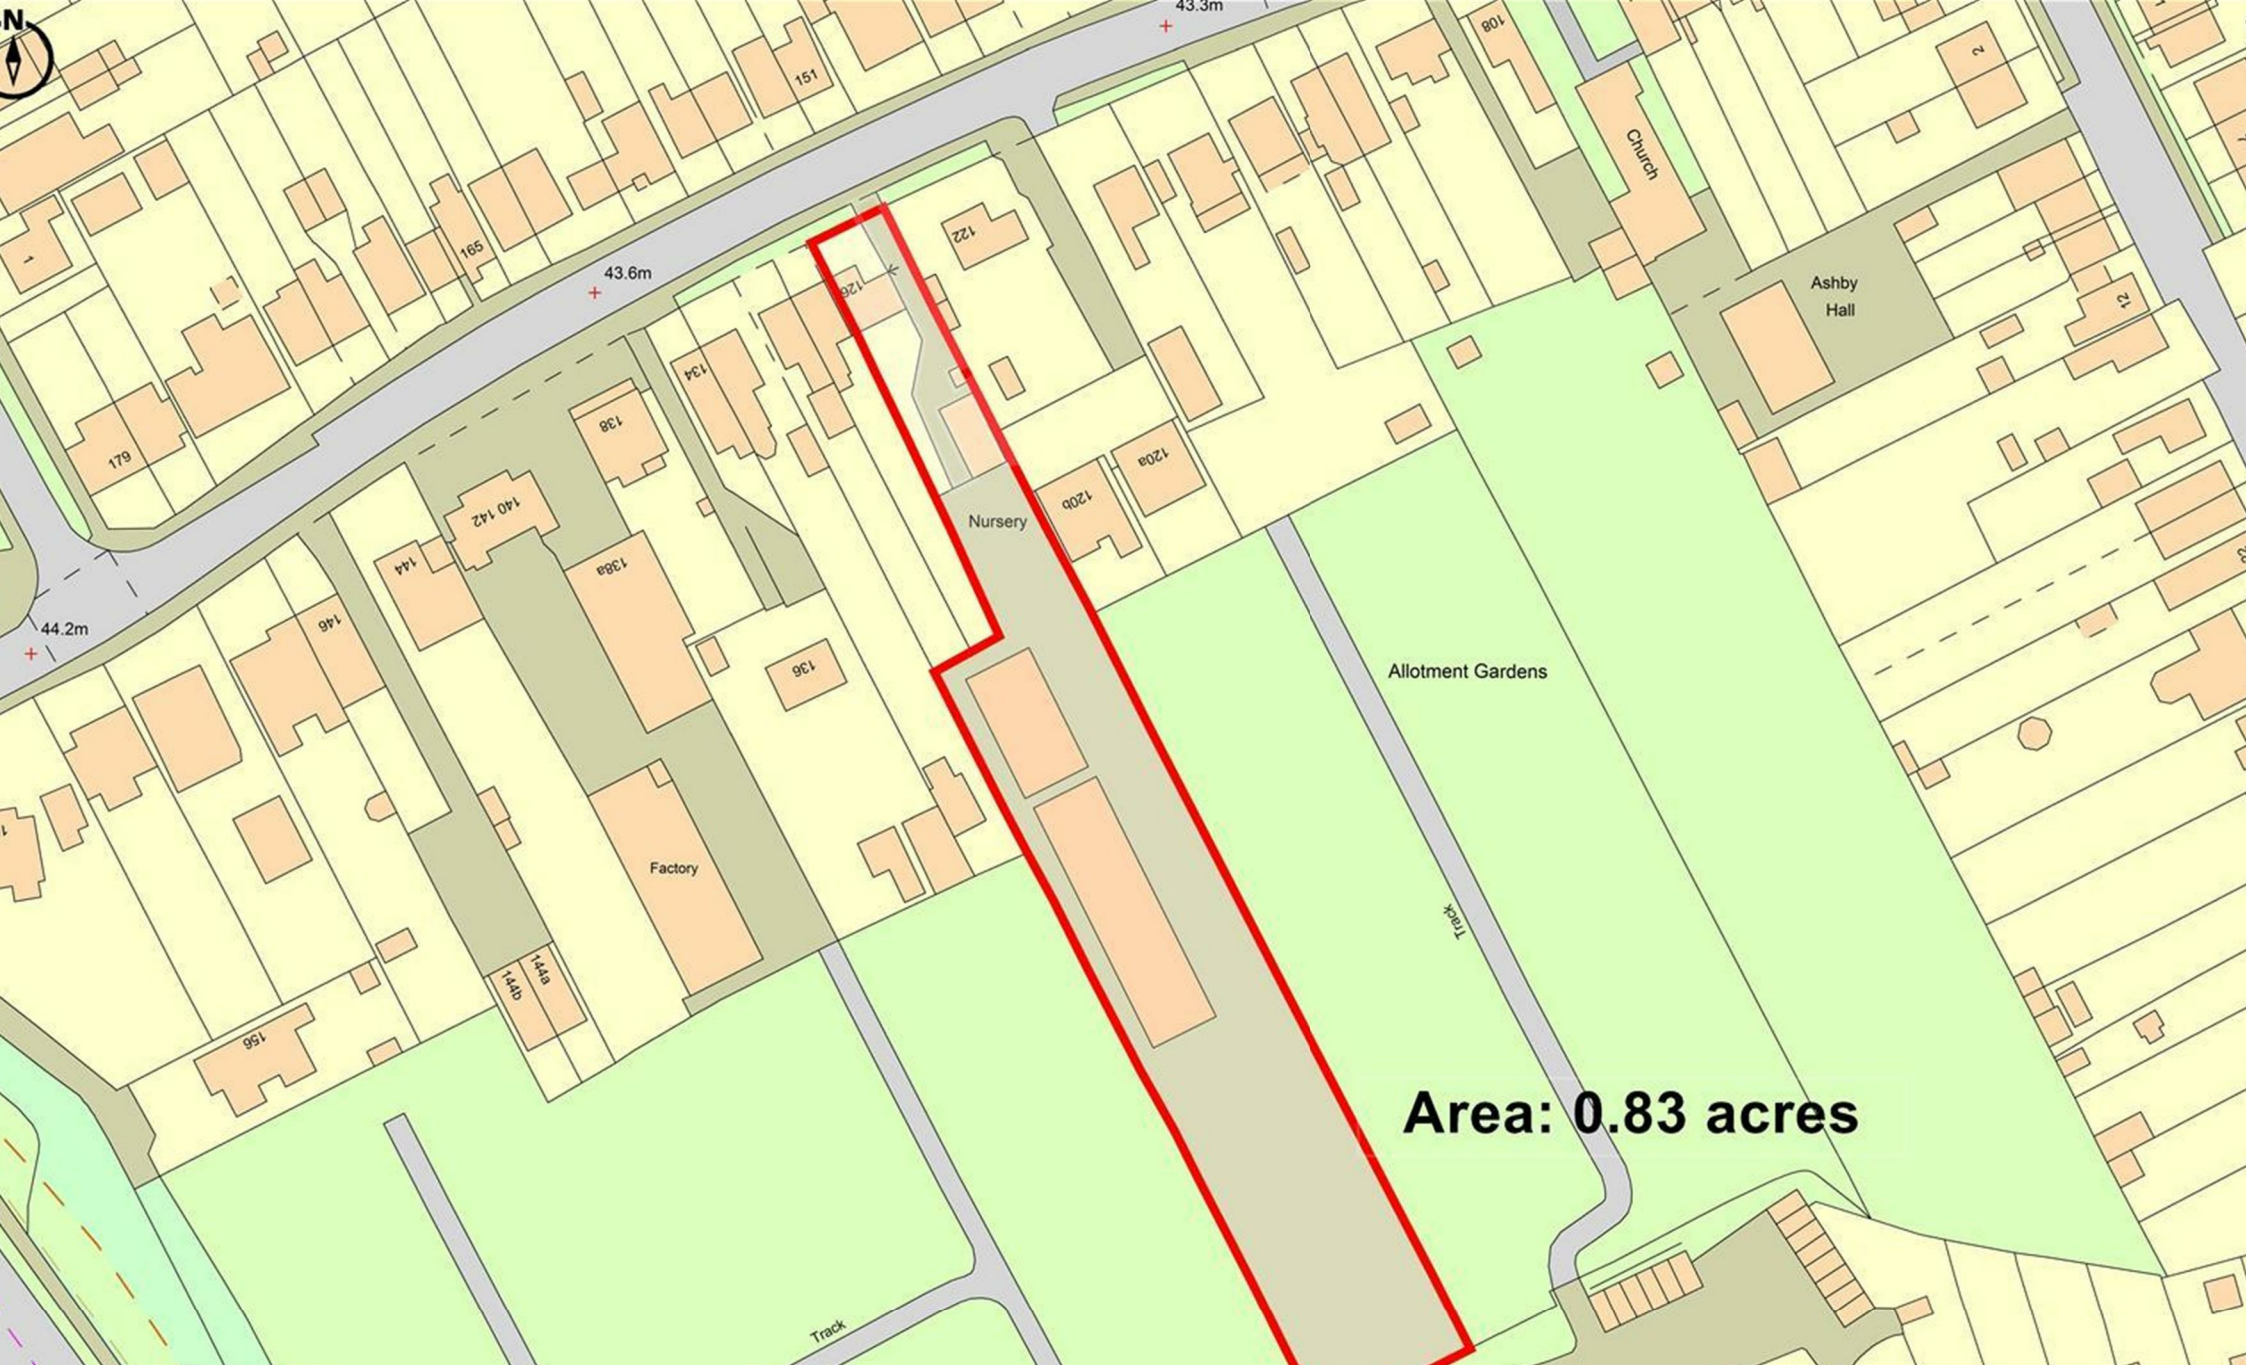 N
43.3m
108
2
151
Church
1
165
122
43.6m
126
Ashby
Hall
12
134
179
138
140 142
120a
120b
Nursery
144
138a
44.2m
146
136
Allotment Gardens
Factory
Track
144b
144a
156
Area: 0.83 acres
Track